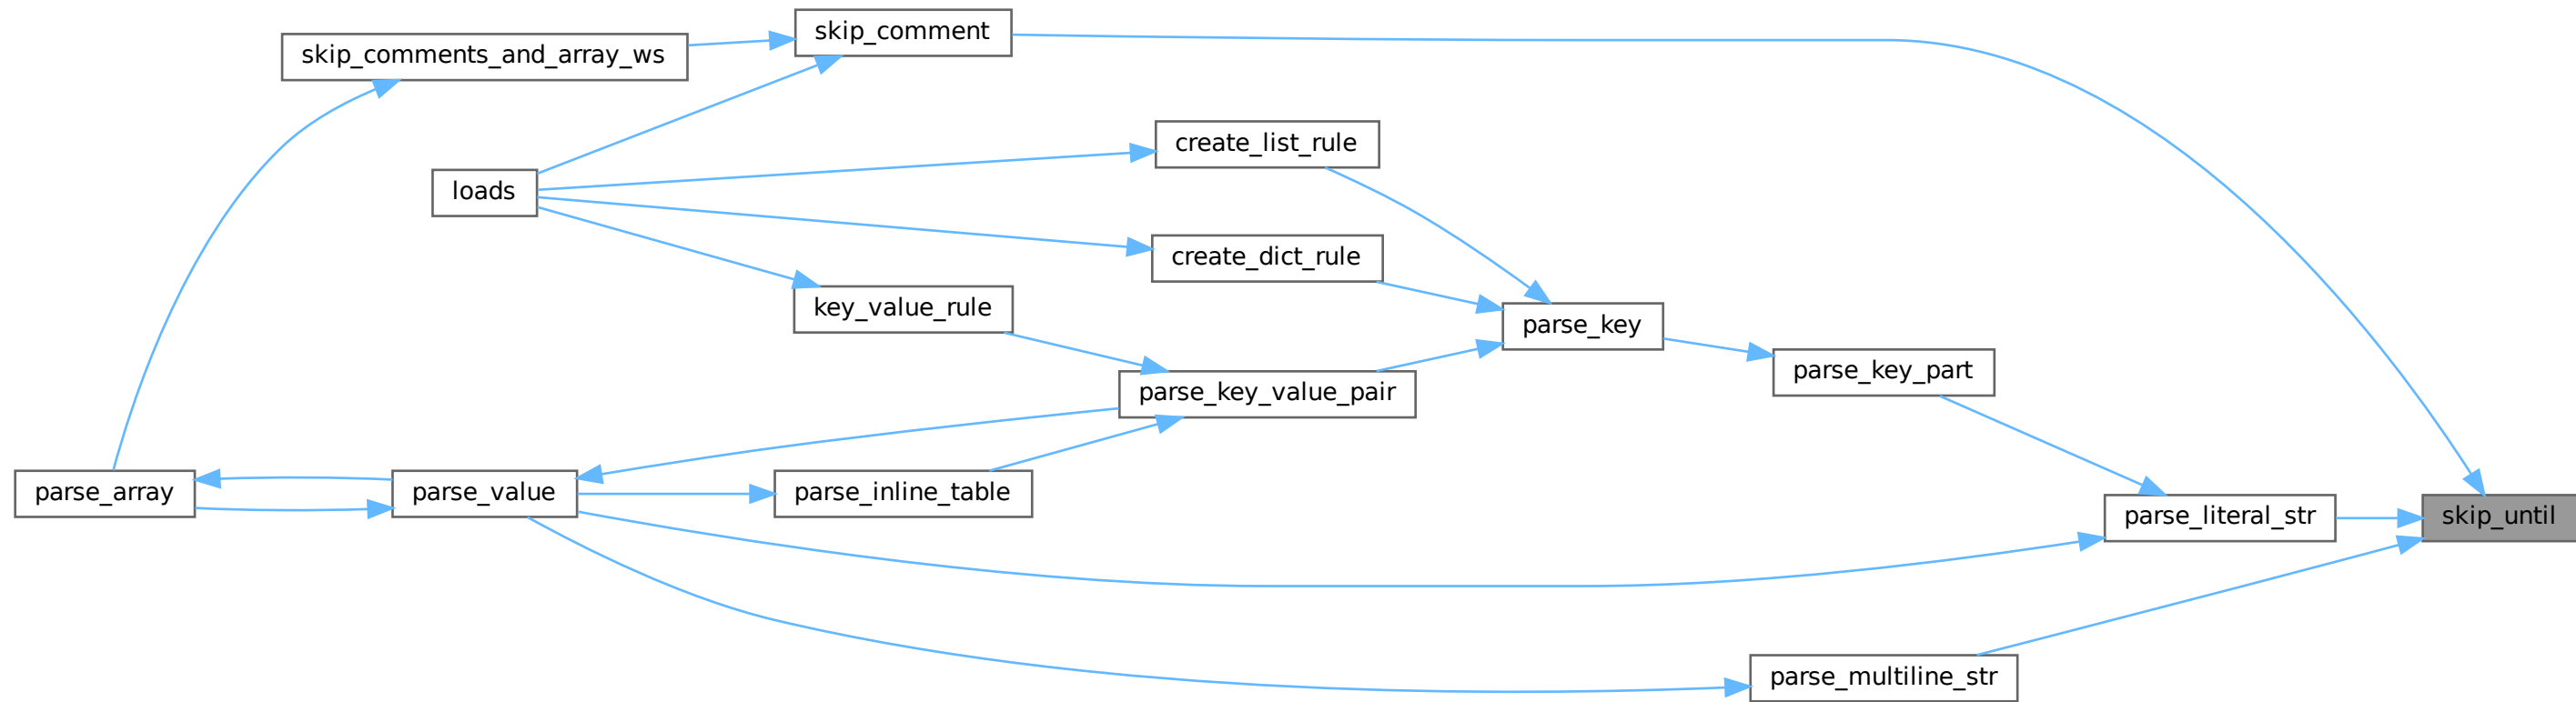 skip_comment
skip_comments_and_array_ws
create_list_rule
loads
create_dict_rule
key_value_rule
parse_key
parse_key_part
parse_key_value_pair
parse_array
parse_value
parse_inline_table
parse_literal_str
skip_until
parse_multiline_str